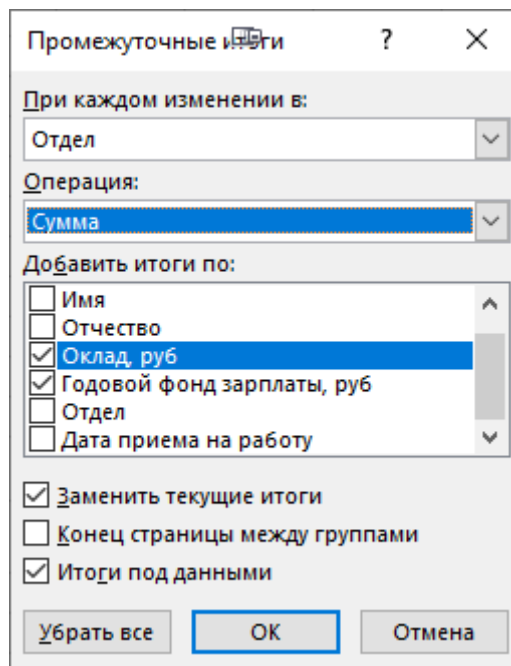 Промежуточные итоги ? ×
При каждом изменении в:
Отдел
Операция:
Сумма
Добавить итоги по:
Имя
Отчество
Оклад, руб
Годовой фонд зарплаты, руб
Отдел
Дата приема на работу
Заменить текущие итоги
Конец страницы между группами
Итоги под данными
Убрать все ОК Отмена